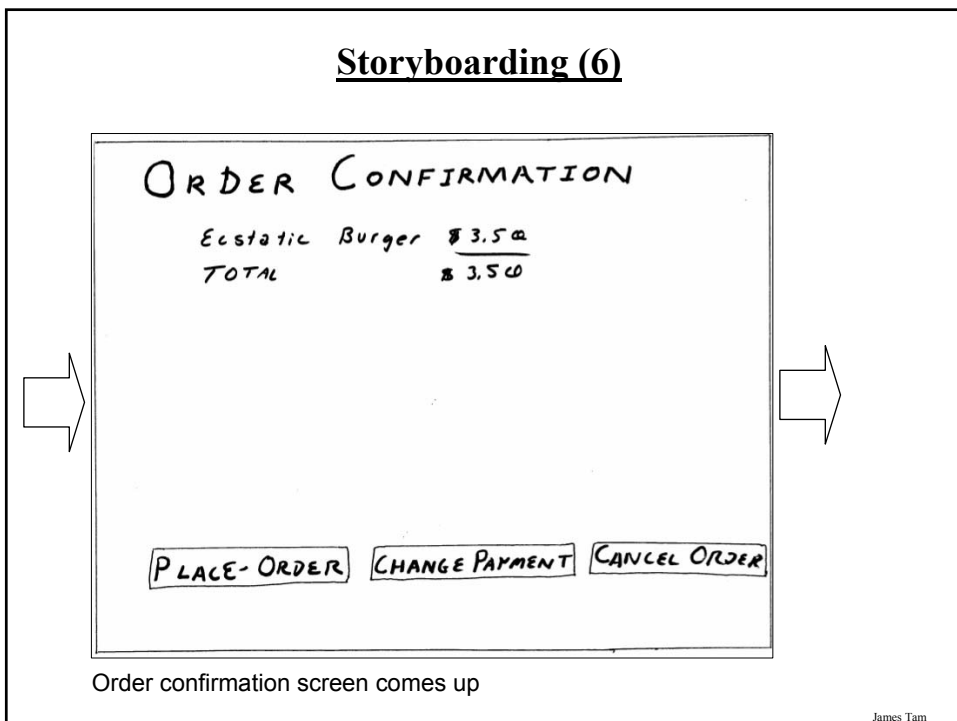 Storyboarding (6)
ORDER CONFIRMATION
Ecstatic Burger $ 3.50
TOTAL $ 3.50
PLACE-ORDER CHANGE PAYMENT CANCEL ORDER
Order confirmation screen comes up
James Tam